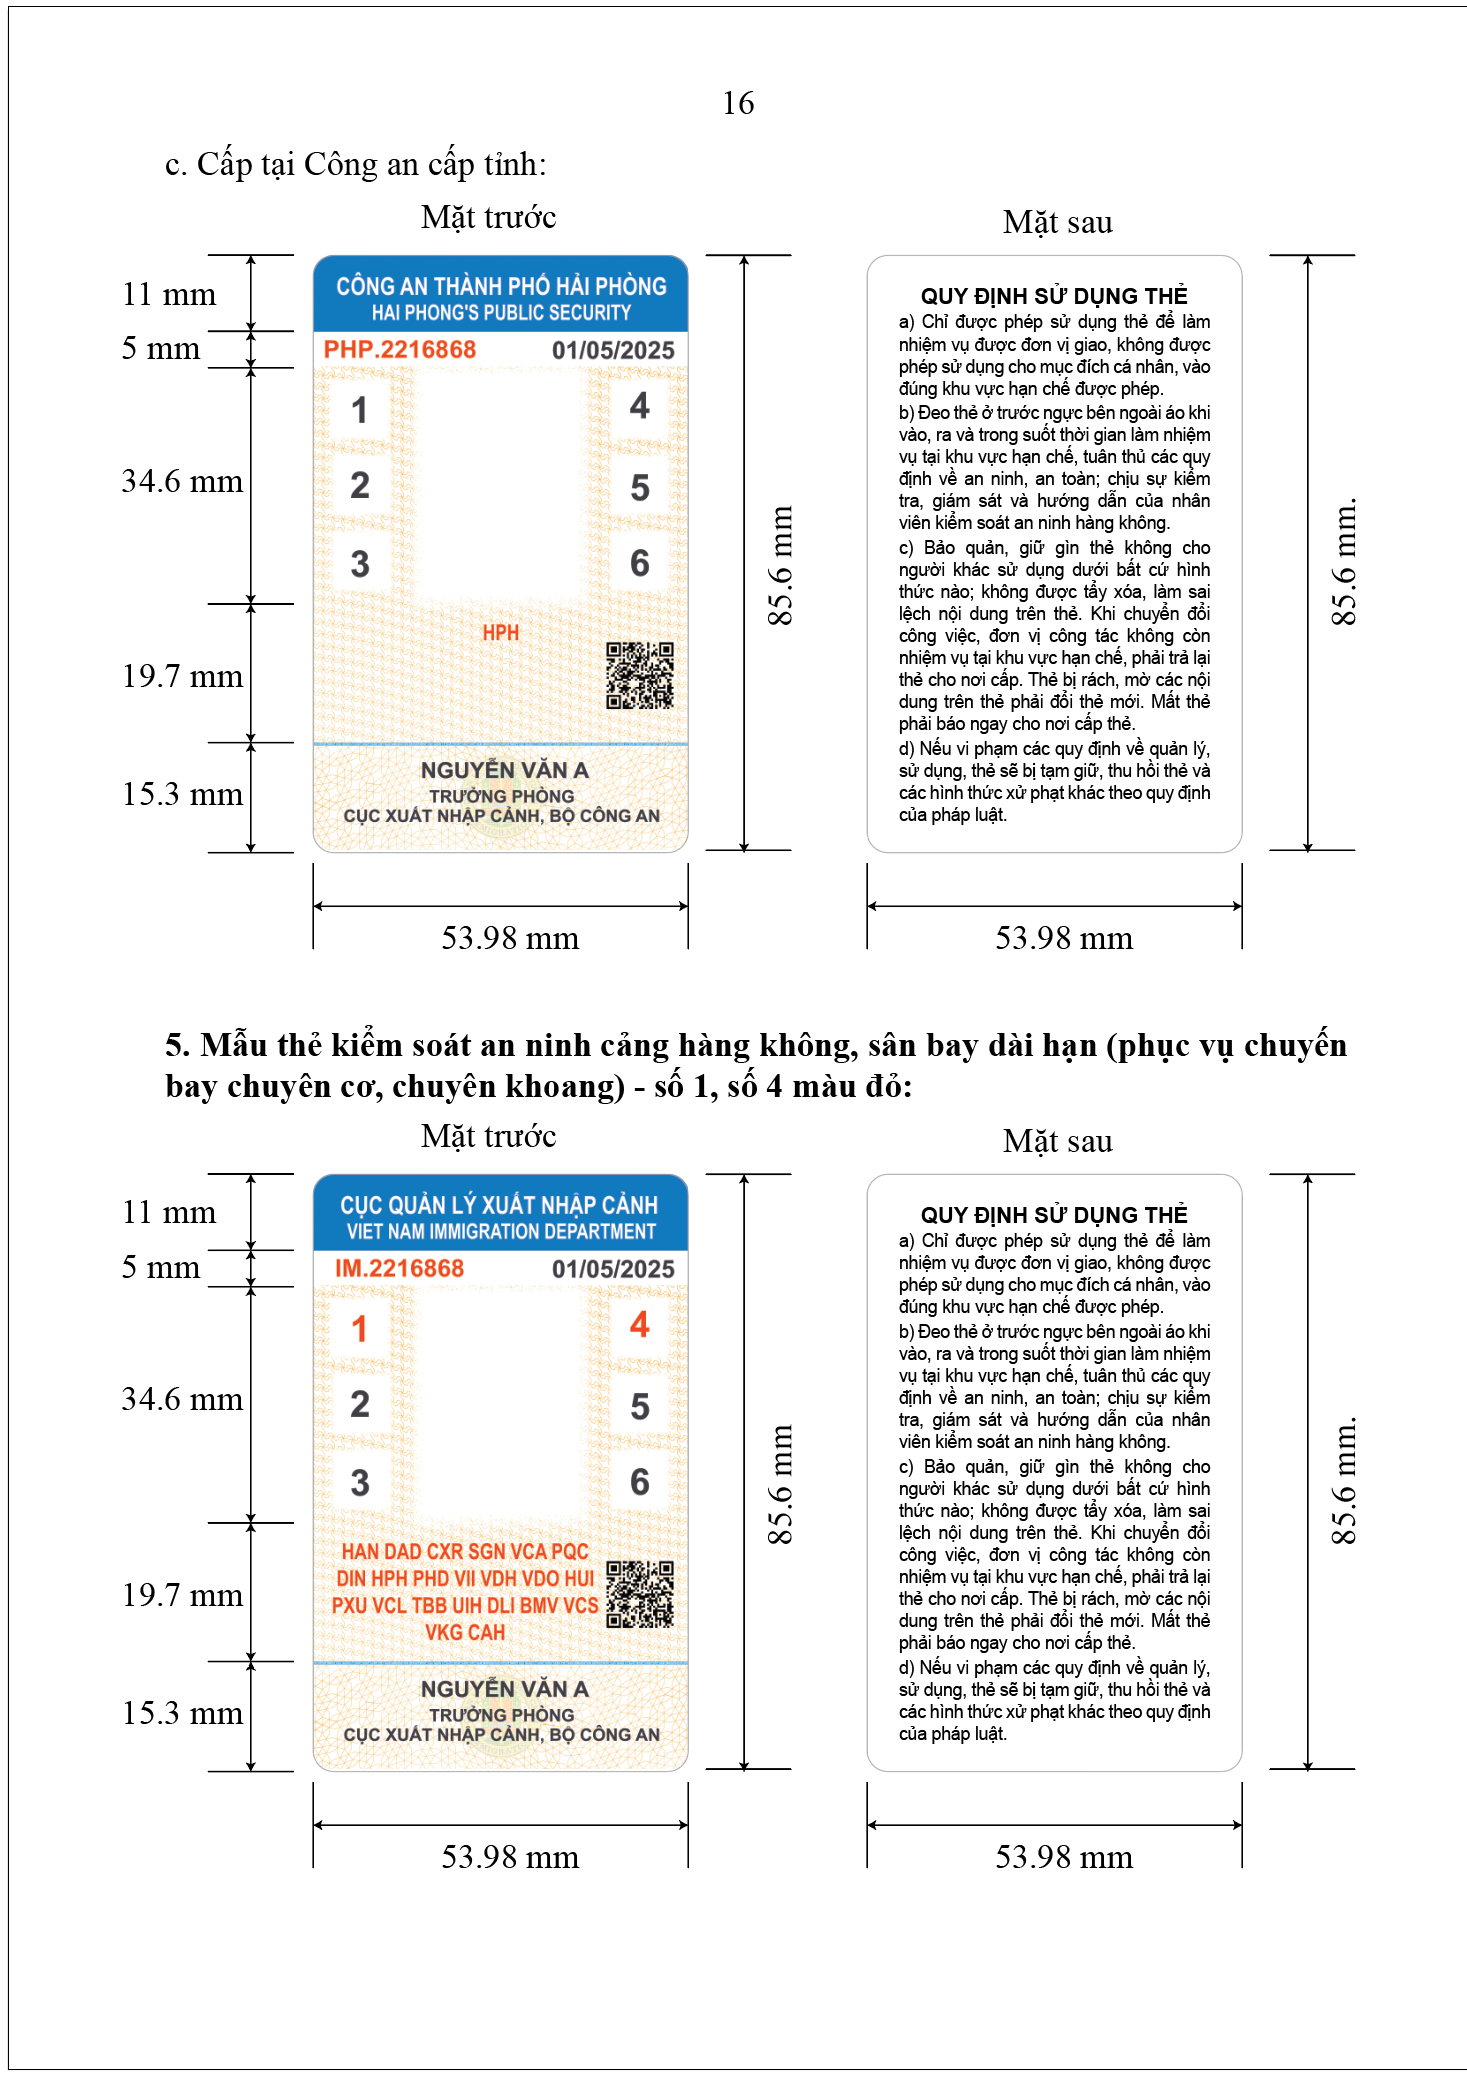 16
c. Cấp tại Công an cấp tỉnh:
Mặt trước
Mặt sau
11 mm
5 mm
34.6 mm
19.7 mm
15.3 mm
CÔNG AN THÀNH PHỐ HẢI PHÒNG
HAI PHONG'S PUBLIC SECURITY
PHP.2216868 01/05/2025
1 4
2 5
3 6
HPH
NGUYỄN VĂN A
TRƯỞNG PHÒNG
CỤC XUẤT NHẬP CẢNH, BỘ CÔNG AN
53.98 mm
85.6 mm
QUY ĐỊNH SỬ DỤNG THẺ
a) Chỉ được phép sử dụng thẻ để làm
nhiệm vụ được đơn vị giao, không được
phép sử dụng cho mục đích cá nhân, vào
đúng khu vực hạn chế được phép.
b) Đeo thẻ ở trước ngực bên ngoài áo khi
vào, ra và trong suốt thời gian làm nhiệm
vụ tại khu vực hạn chế, tuân thủ các quy
định về an ninh, an toàn; chịu sự kiểm
tra, giám sát và hướng dẫn của nhân
viên kiểm soát an ninh hàng không.
c) Bảo quản, giữ gìn thẻ không cho
người khác sử dụng dưới bất cứ hình
thức nào; không được tẩy xóa, làm sai
lệch nội dung trên thẻ. Khi chuyển đổi
công việc, đơn vị công tác không còn
nhiệm vụ tại khu vực hạn chế, phải trả lại
thẻ cho nơi cấp. Thẻ bị rách, mờ các nội
dung trên thẻ phải đổi thẻ mới. Mất thẻ
phải báo ngay cho nơi cấp thẻ.
d) Nếu vi phạm các quy định về quản lý,
sử dụng, thẻ sẽ bị tạm giữ, thu hồi thẻ và
các hình thức xử phạt khác theo quy định
của pháp luật.
53.98 mm
85.6 mm.
5. Mẫu thẻ kiểm soát an ninh cảng hàng không, sân bay dài hạn (phục vụ chuyến
bay chuyên cơ, chuyên khoang) - số 1, số 4 màu đỏ:
Mặt trước
Mặt sau
11 mm
5 mm
34.6 mm
19.7 mm
15.3 mm
CỤC QUẢN LÝ XUẤT NHẬP CẢNH
VIET NAM IMMIGRATION DEPARTMENT
IM.2216868 01/05/2025
1 4
2 5
3 6
HAN DAD CXR SGN VCA PQC
DIN HPH PHD VII VDH VDO HUI
PXU VCL TBB UIH DLI BMV VCS
VKG CAH
NGUYỄN VĂN A
TRƯỞNG PHÒNG
CỤC XUẤT NHẬP CẢNH, BỘ CÔNG AN
53.98 mm
85.6 mm
QUY ĐỊNH SỬ DỤNG THẺ
a) Chỉ được phép sử dụng thẻ để làm
nhiệm vụ được đơn vị giao, không được
phép sử dụng cho mục đích cá nhân, vào
đúng khu vực hạn chế được phép.
b) Đeo thẻ ở trước ngực bên ngoài áo khi
vào, ra và trong suốt thời gian làm nhiệm
vụ tại khu vực hạn chế, tuân thủ các quy
định về an ninh, an toàn; chịu sự kiểm
tra, giám sát và hướng dẫn của nhân
viên kiểm soát an ninh hàng không.
c) Bảo quản, giữ gìn thẻ không cho
người khác sử dụng dưới bất cứ hình
thức nào; không được tẩy xóa, làm sai
lệch nội dung trên thẻ. Khi chuyển đổi
công việc, đơn vị công tác không còn
nhiệm vụ tại khu vực hạn chế, phải trả lại
thẻ cho nơi cấp. Thẻ bị rách, mờ các nội
dung trên thẻ phải đổi thẻ mới. Mất thẻ
phải báo ngay cho nơi cấp thẻ.
d) Nếu vi phạm các quy định về quản lý,
sử dụng, thẻ sẽ bị tạm giữ, thu hồi thẻ và
các hình thức xử phạt khác theo quy định
của pháp luật.
53.98 mm
85.6 mm.